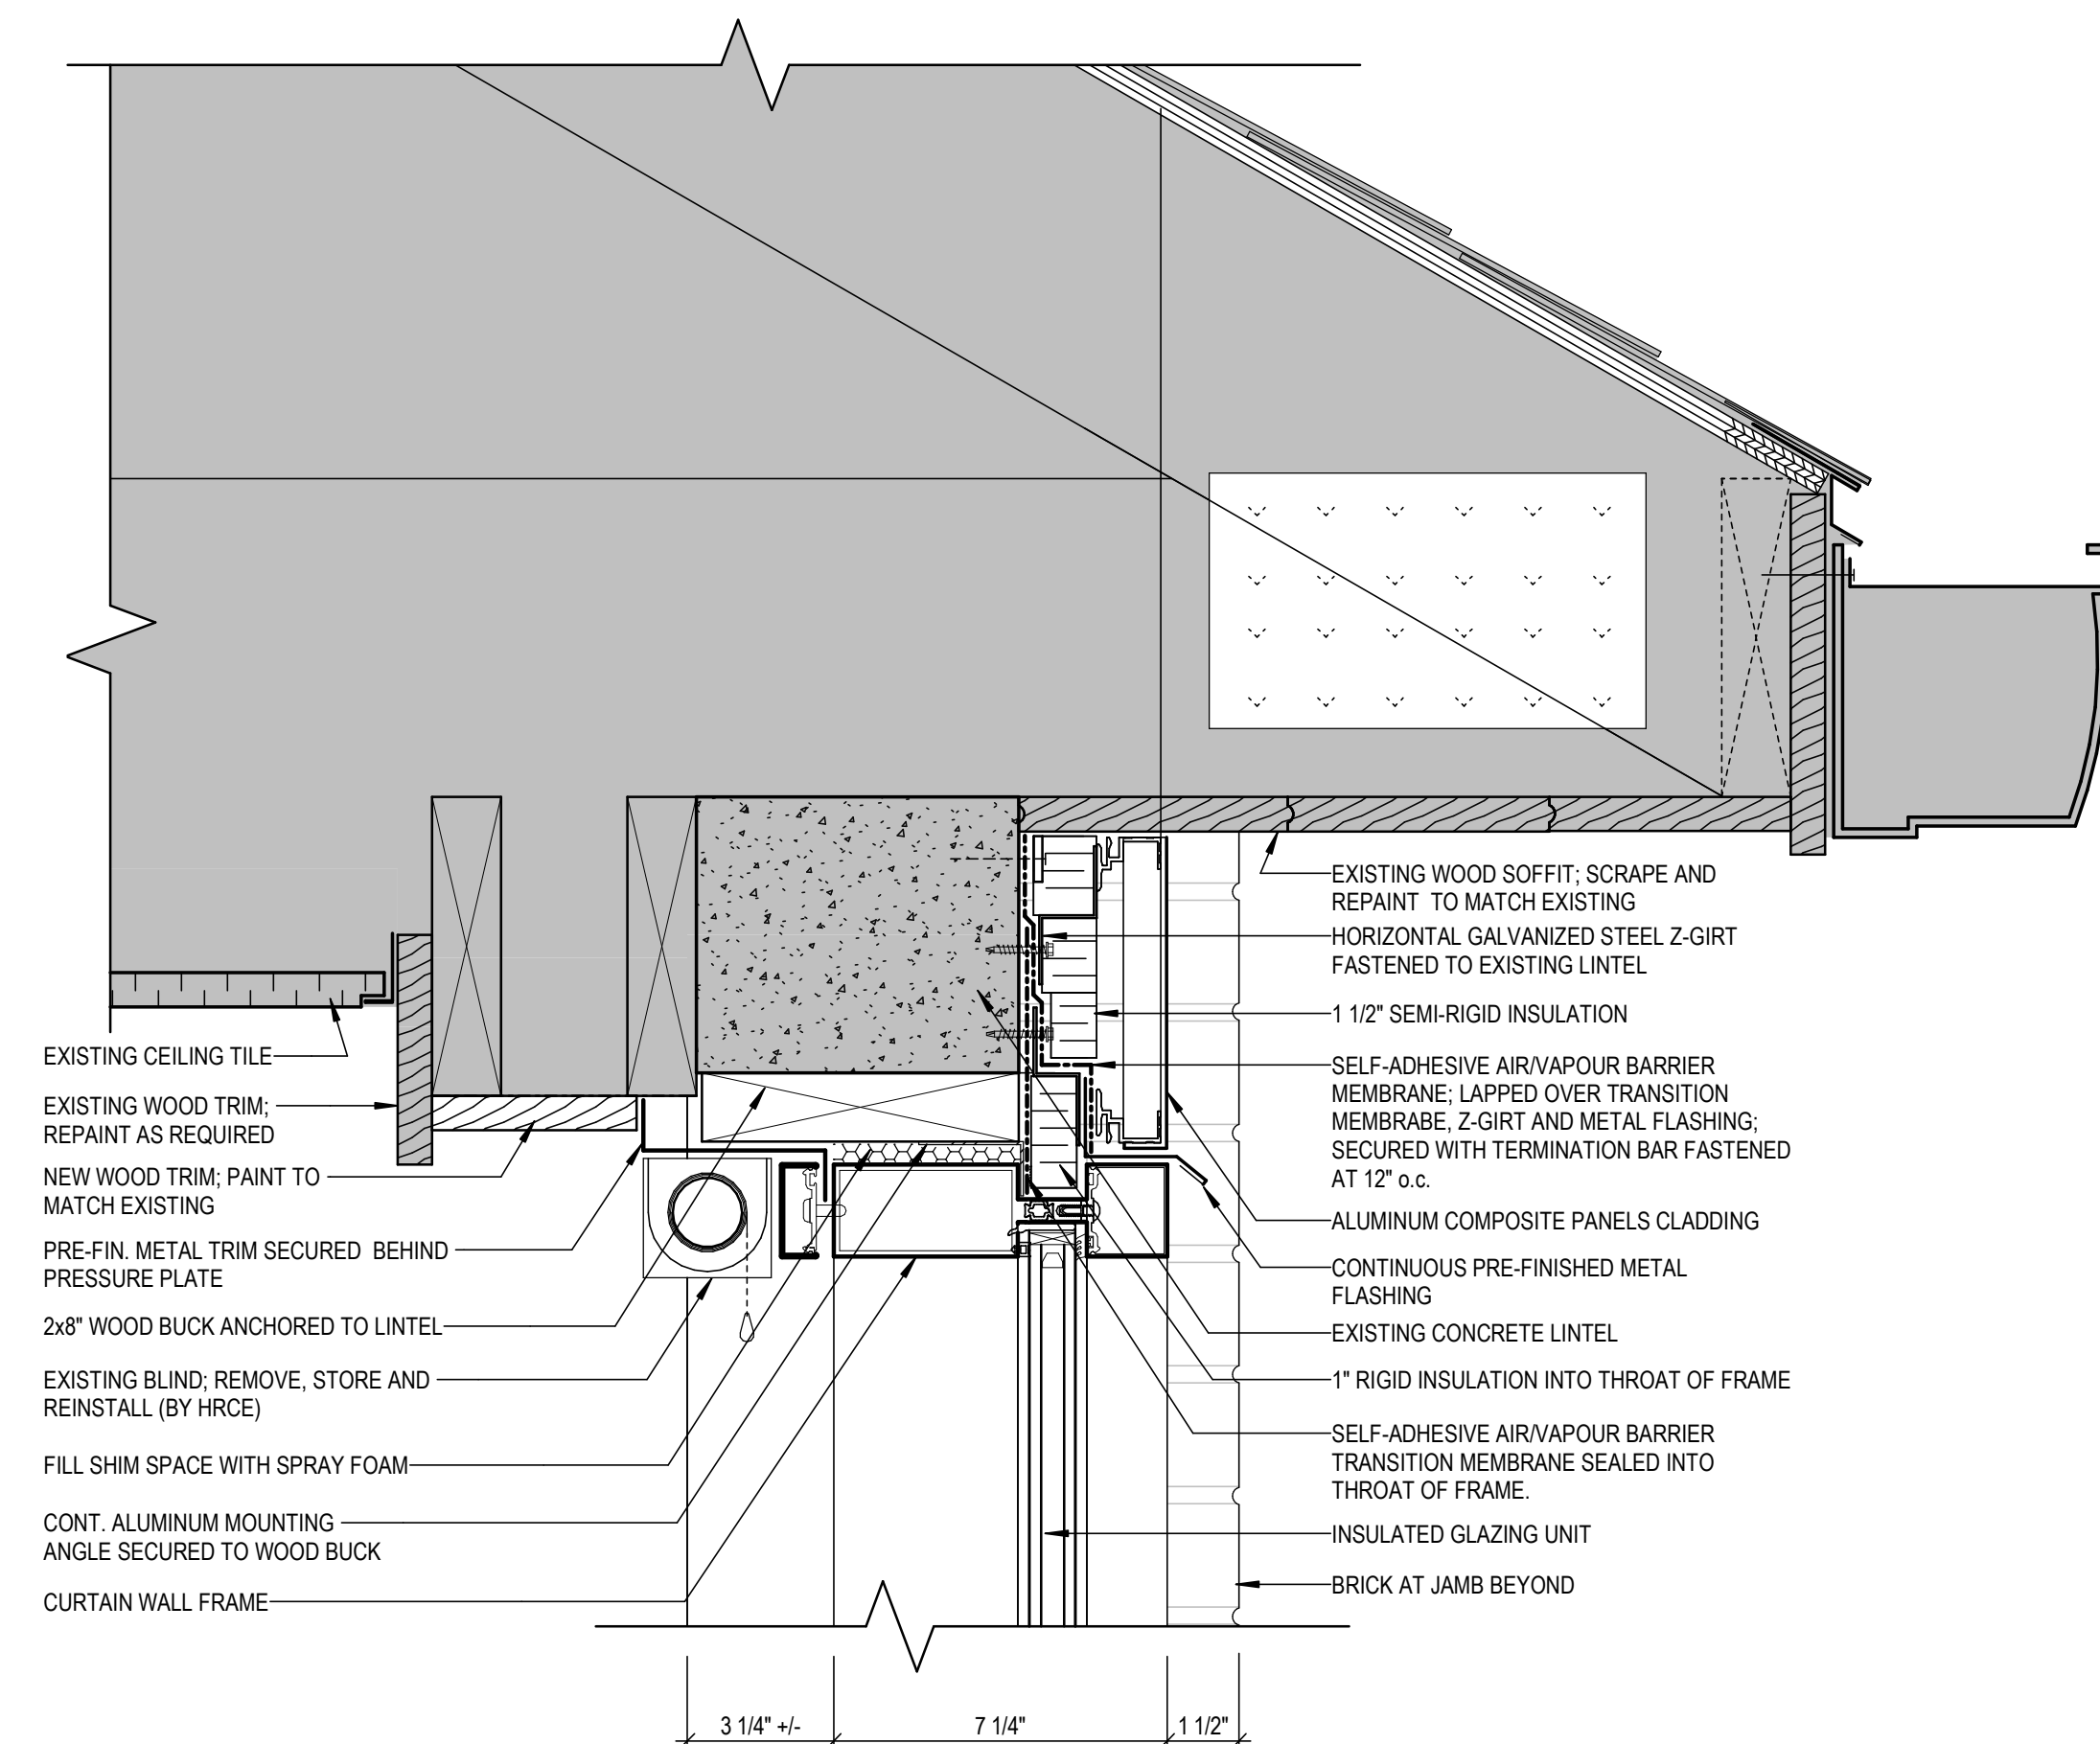 EXISTING CEILING TILE
EXISTING WOOD TRIM;
REPAINT AS REQUIRED
NEW WOOD TRIM; PAINT TO
MATCH EXISTING
PRE-FIN. METAL TRIM SECURED BEHIND
PRESSURE PLATE
2x8" WOOD BUCK ANCHORED TO LINTEL
EXISTING BLIND; REMOVE, STORE AND
REINSTALL (BY HRCE)
FILL SHIM SPACE WITH SPRAY FOAM
CONT. ALUMINUM MOUNTING
ANGLE SECURED TO WOOD BUCK
CURTAIN WALL FRAME
EXISTING WOOD SOFFIT; SCRAPE AND
REPAINT TO MATCH EXISTING
HORIZONTAL GALVANIZED STEEL Z-GIRT
FASTENED TO EXISTING LINTEL
1 1/2" SEMI-RIGID INSULATION
SELF-ADHESIVE AIR/VAPOUR BARRIER
MEMBRANE; LAPPED OVER TRANSITION
MEMBRABE, Z-GIRT AND METAL FLASHING;
SECURED WITH TERMINATION BAR FASTENED
AT 12" o.c.
ALUMINUM COMPOSITE PANELS CLADDING
CONTINUOUS PRE-FINISHED METAL
FLASHING
EXISTING CONCRETE LINTEL
1" RIGID INSULATION INTO THROAT OF FRAME
SELF-ADHESIVE AIR/VAPOUR BARRIER
TRANSITION MEMBRANE SEALED INTO
THROAT OF FRAME.
INSULATED GLAZING UNIT
BRICK AT JAMB BEYOND
3 1/4" +/-
7 1/4"
1 1/2"